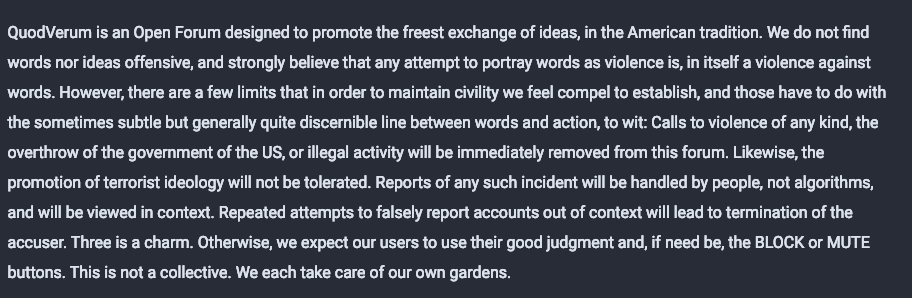 QuodVerum is an Open Forum designed to promote the freest exchange of ideas, in the American tradition. We do not find
words nor ideas offensive, and strongly believe that any attempt to portray words as violence is, in itself a violence against
words. However, there are a few limits that in order to maintain civility we feel compel to establish, and those have to do with
the sometimes subtle but generally quite discernible line between words and action, to wit: Calls to violence of any kind, the
overthrow of the government of the US, or illegal activity will be immediately removed from this forum. Likewise, the
promotion of terrorist ideology will not be tolerated. Reports of any such incident will be handled by people, not algorithms,
and will be viewed in context. Repeated attempts to falsely report accounts out of context will lead to termination of the
accuser. Three is a charm. Otherwise, we expect our users to use their good judgment and, if need be, the BLOCK or MUTE
buttons. This is not a collective. We each take care of our own gardens.